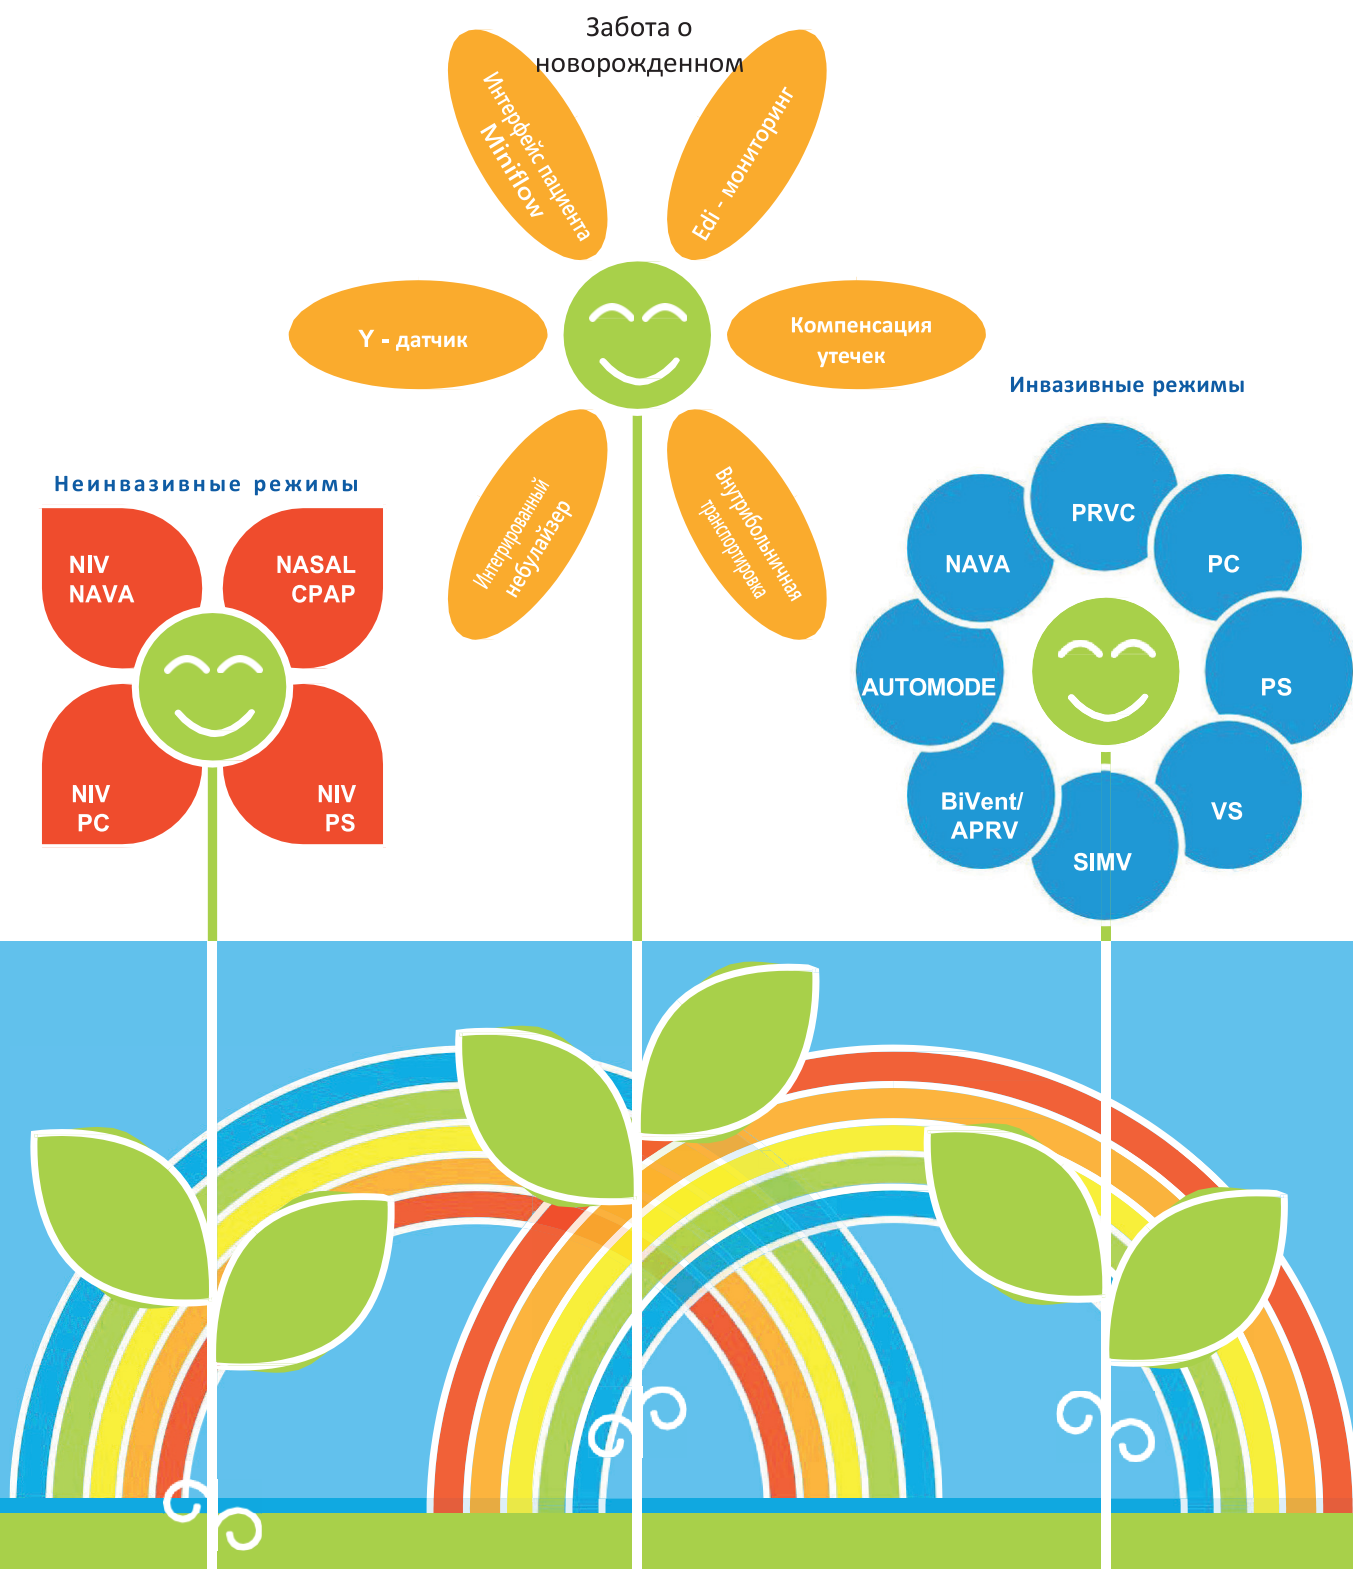 Забота о
новорожденном
Интерфейс пациента
Miniflow
Edi - мониторинг
Y - датчик
Компенсация
утечек
Интегрированный
небулайзер
Внутрибольничная
транспортировка
Неинвазивные режимы
NIV
NAVA
NASAL
CPAP
NIV
PC
NIV
PS
Инвазивные режимы
PRVC
NAVA
PC
AUTOMODE
PS
BiVent/
APRV
VS
SIMV